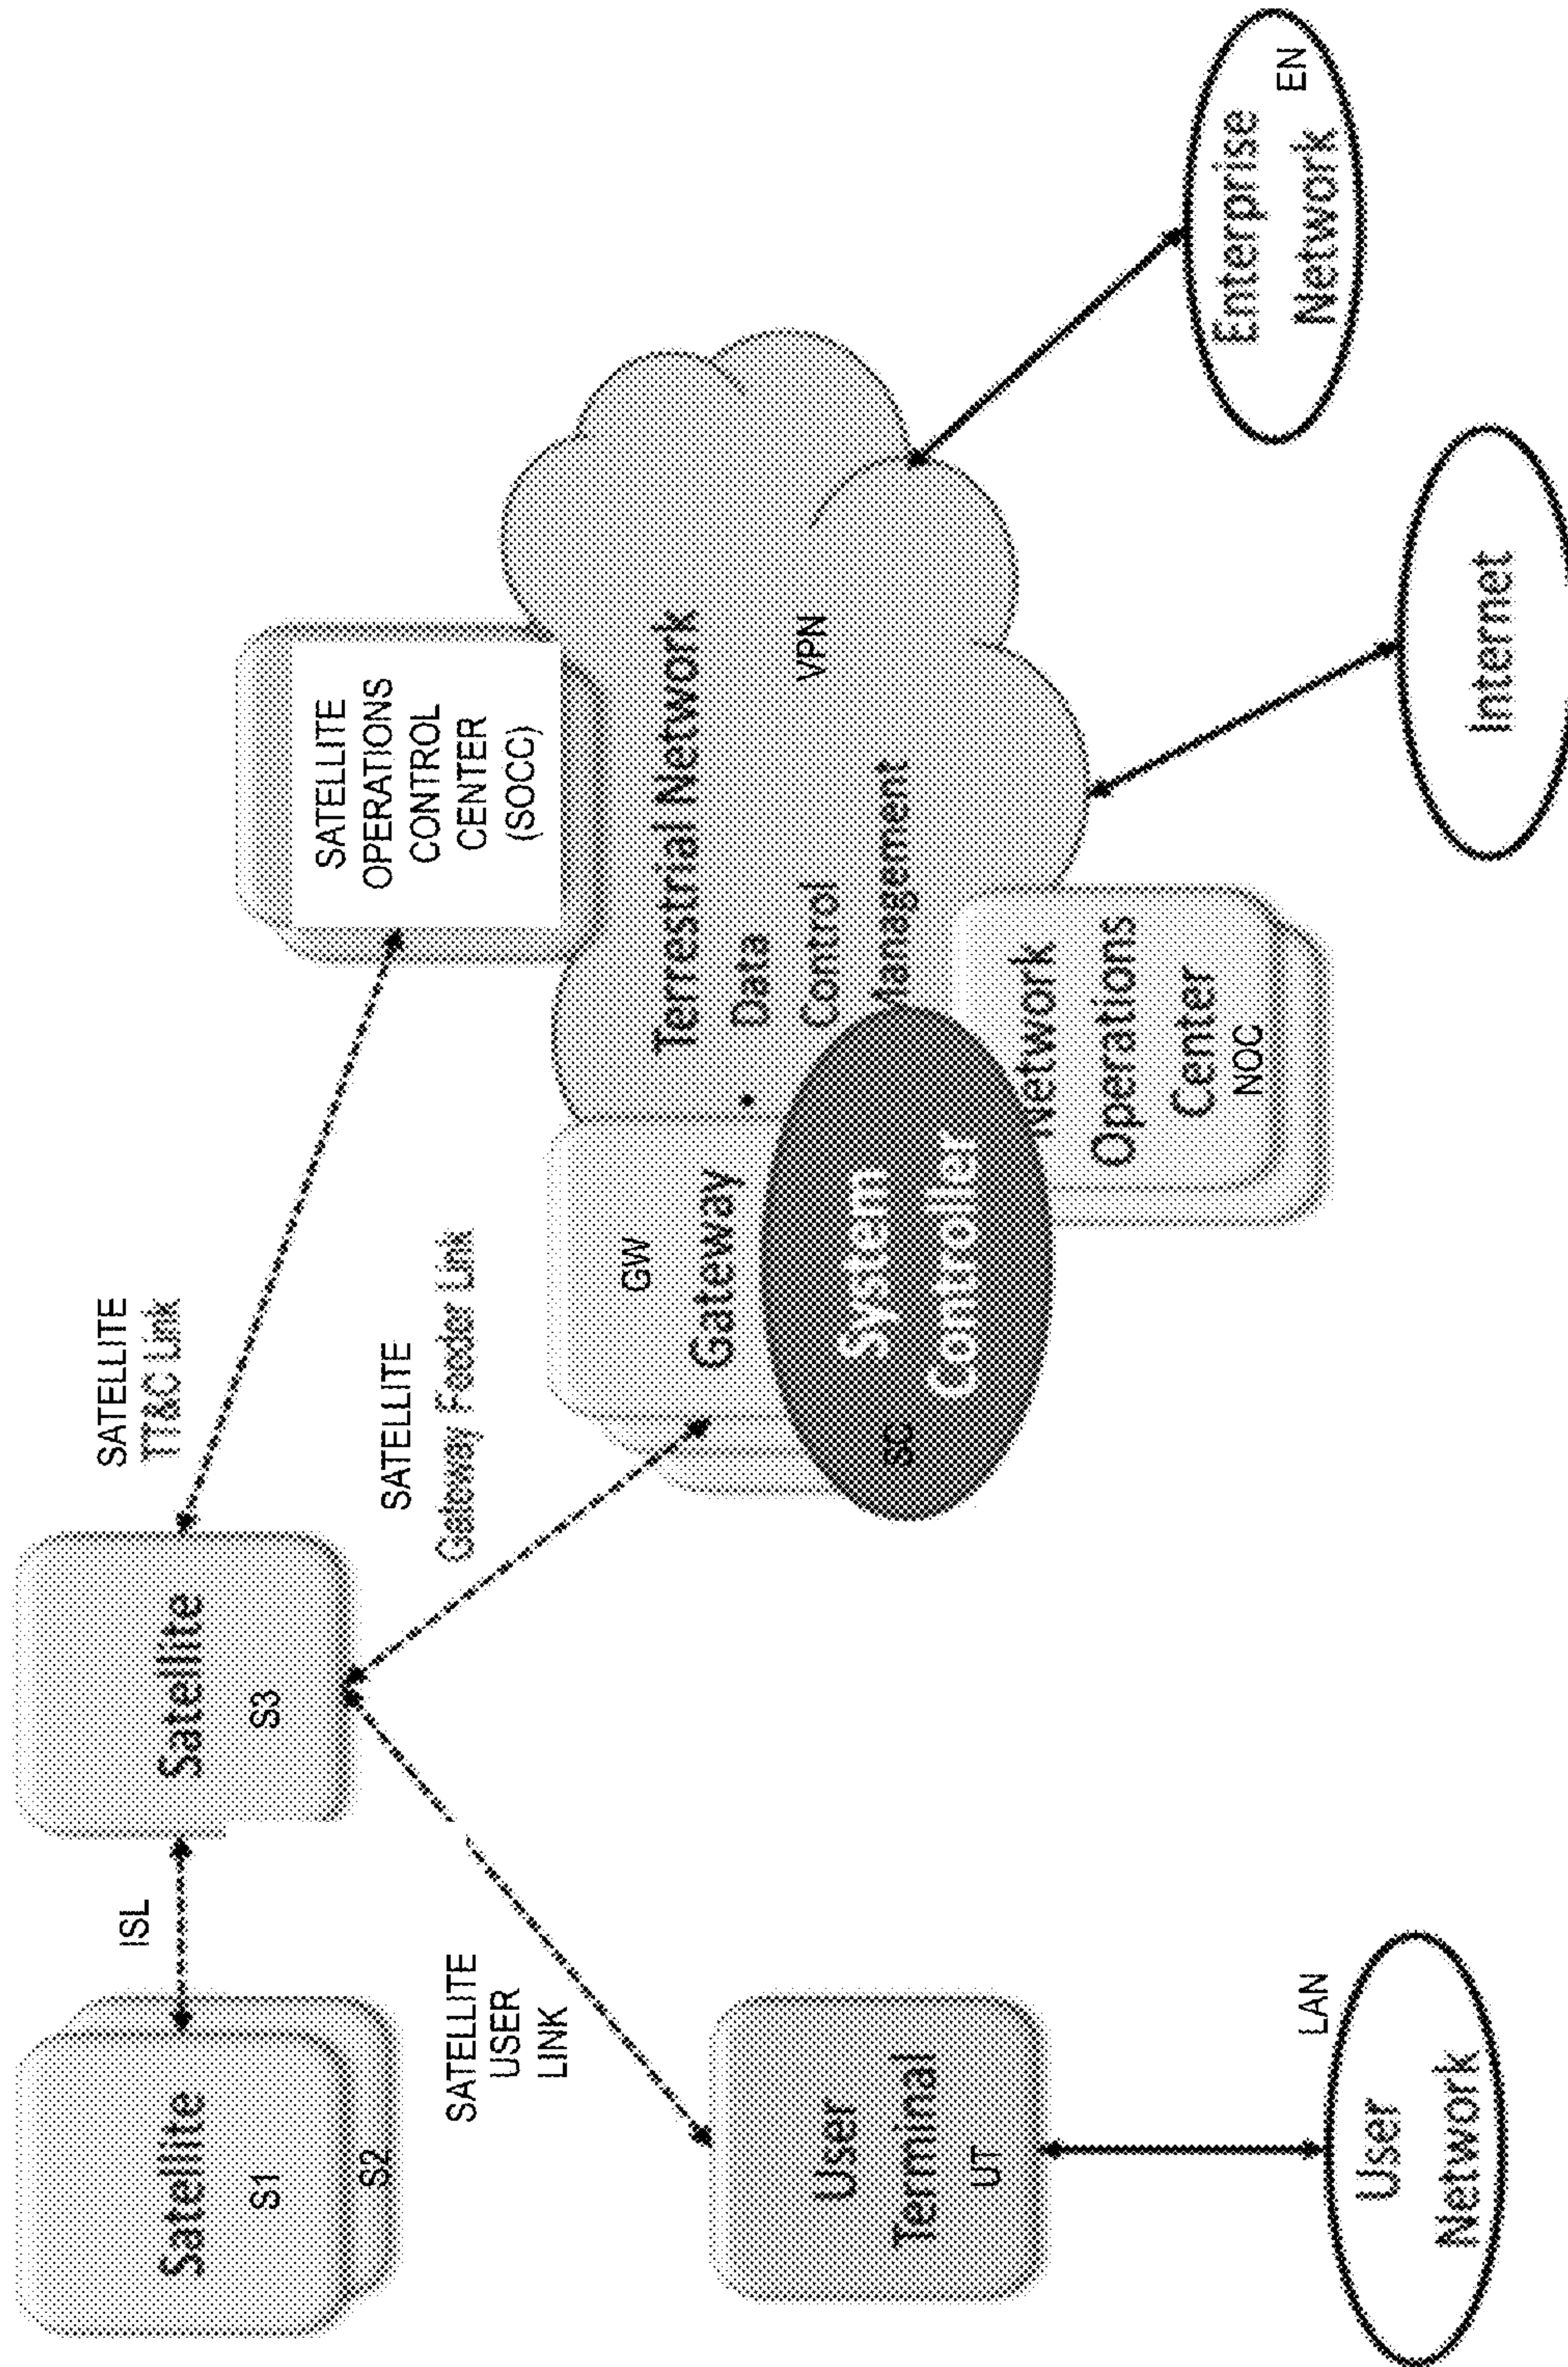 Satellite
S1
S2
ISL
Satellite
S3
SATELLITE
TT&C Link
SATELLITE
Gateway Feeder Link
SATELLITE
USER
LINK
SATELLITE
OPERATIONS
CONTROL
CENTER
(SOCC)
User
Terminal
UT
GW
Gateway
System
Controller
SC
Terrestrial Network
• Data
Control
VPN
Management
Network
Operations
Center
NOC
LAN
User
Network
Internet
Enterprise
Network
EN